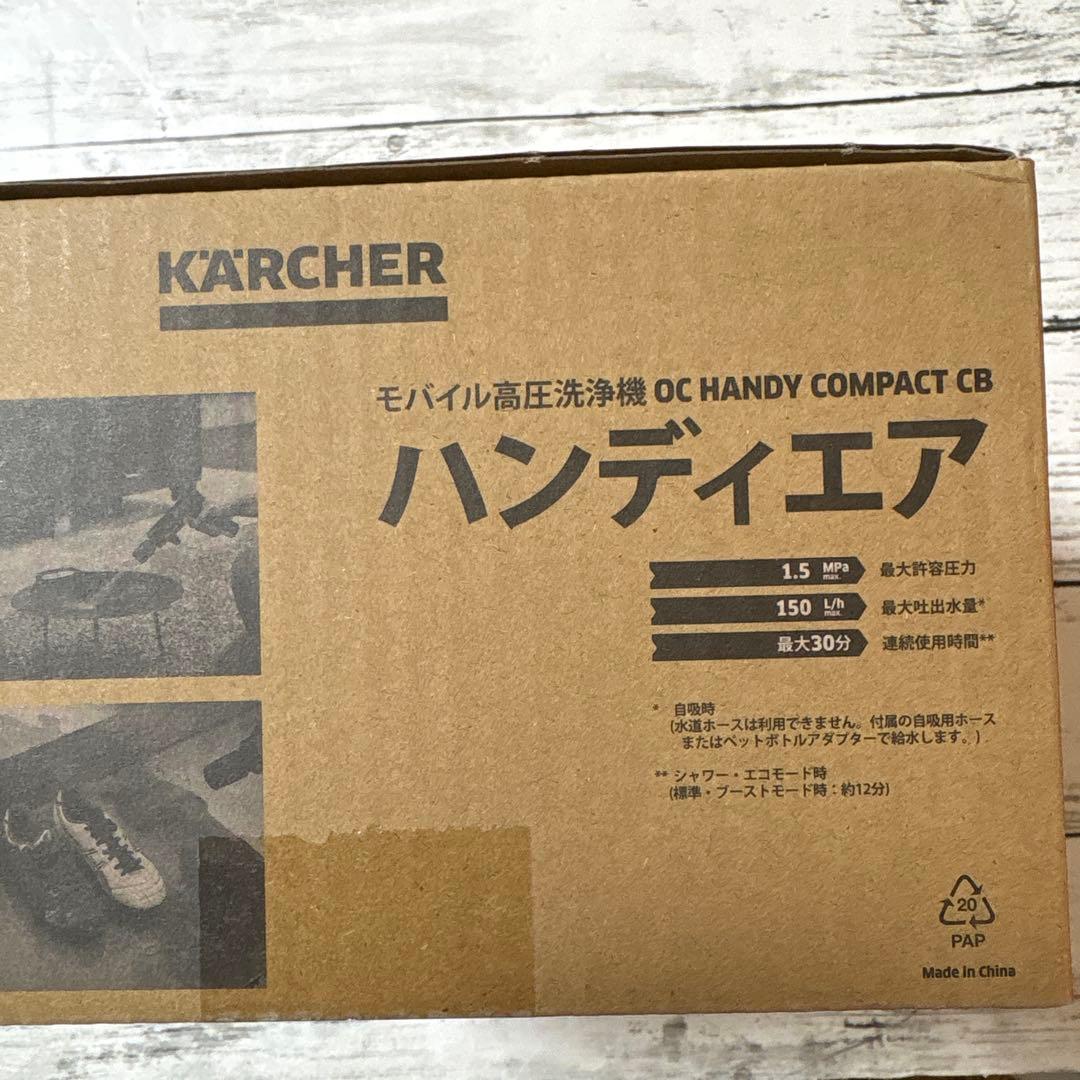 KÄRCHER
モバイル高圧洗浄機 OC HANDY COMPACT CB
ハンディエア
1.5 MPa max. 最大許容圧力
150 L/h max. 最大吐出水量*
最大30分 連続使用時間**
* 自吸時
(水道ホースは利用できません。付属の自吸用ホース
またはペットボトルアダプターで給水します。)
** シャワー・エコモード時
(標準・ブーストモード時：約12分)
20
PAP
Made in China